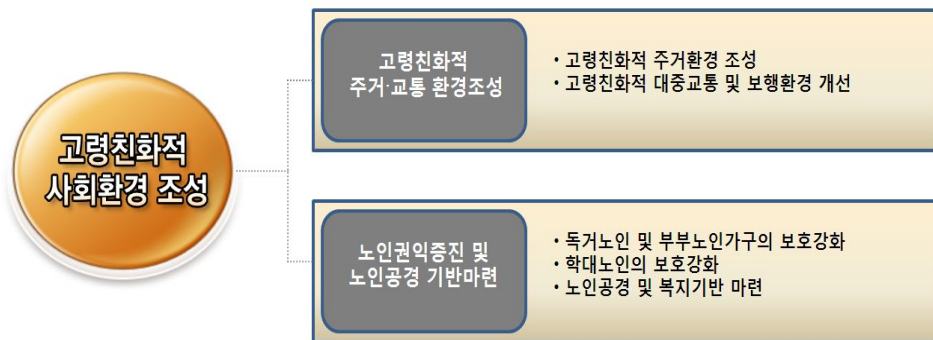 고령친화적
사회환경 조성
고령친화적
주거·교통 환경조성
• 고령친화적 주거환경 조성
• 고령친화적 대중교통 및 보행환경 개선
노인권익증진 및
노인공경 기반마련
• 독거노인 및 부부노인가구의 보호강화
• 학대노인의 보호강화
• 노인공경 및 복지기반 마련